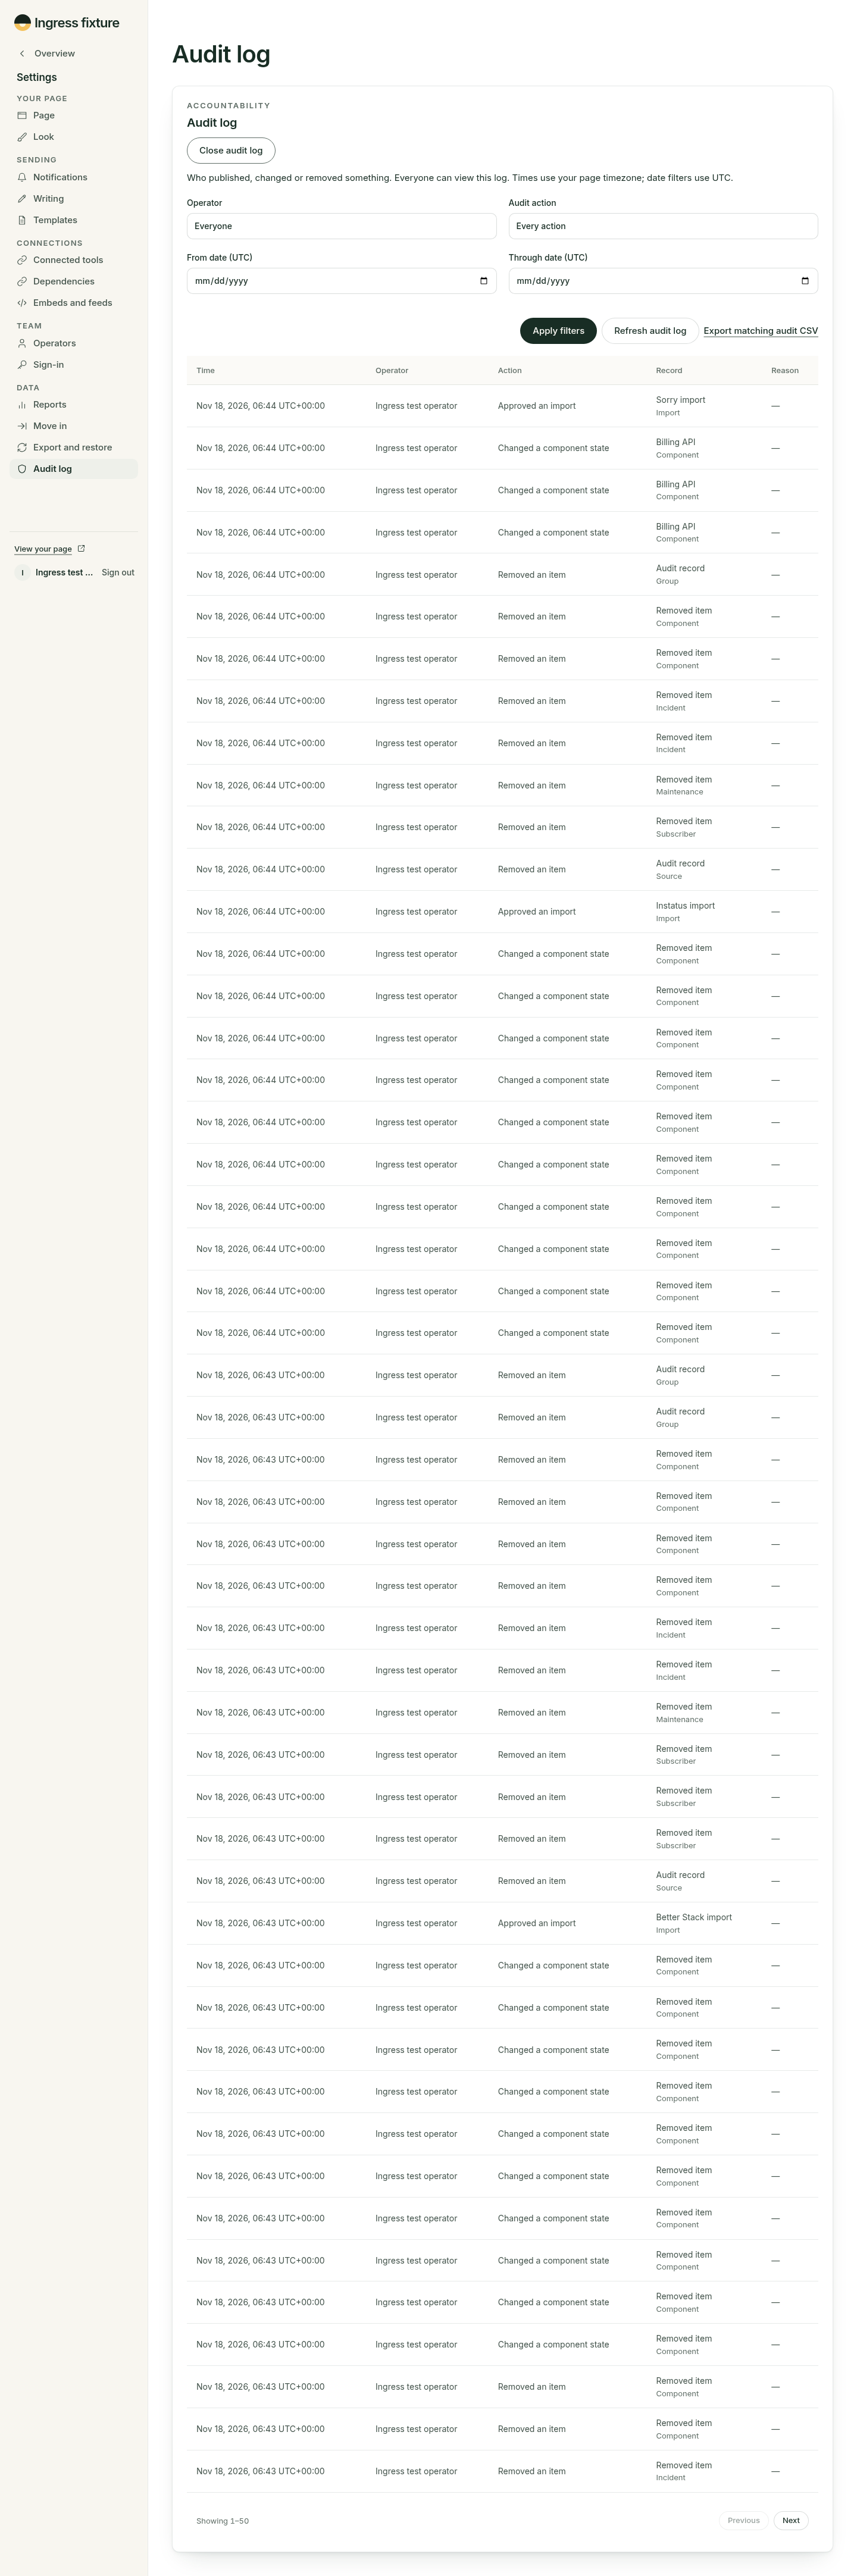 Ingress fixture
Overview
Settings
YOUR PAGE
Page
Look
SENDING
Notifications
Writing
Templates
CONNECTIONS
Connected tools
Dependencies
Embeds and feeds
TEAM
Operators
Sign-in
DATA
Reports
Move in
Export and restore
Audit log
View your page
I Ingress test ... Sign out
Audit log
ACCOUNTABILITY
Audit log
Close audit log
Who published, changed or removed something. Everyone can view this log. Times use your page timezone; date filters use UTC.
Operator Audit action
Everyone Every action
From date (UTC) Through date (UTC)
mm/dd/yyyy mm/dd/yyyy
Apply filters Refresh audit log Export matching audit CSV
Time Operator Action Record Reason
Nov 18, 2026, 06:44 UTC+00:00 Ingress test operator Approved an import Sorry import —
Import
Nov 18, 2026, 06:44 UTC+00:00 Ingress test operator Changed a component state Billing API —
Component
Nov 18, 2026, 06:44 UTC+00:00 Ingress test operator Changed a component state Billing API —
Component
Nov 18, 2026, 06:44 UTC+00:00 Ingress test operator Changed a component state Billing API —
Component
Nov 18, 2026, 06:44 UTC+00:00 Ingress test operator Removed an item Audit record —
Group
Nov 18, 2026, 06:44 UTC+00:00 Ingress test operator Removed an item Removed item —
Component
Nov 18, 2026, 06:44 UTC+00:00 Ingress test operator Removed an item Removed item —
Component
Nov 18, 2026, 06:44 UTC+00:00 Ingress test operator Removed an item Removed item —
Incident
Nov 18, 2026, 06:44 UTC+00:00 Ingress test operator Removed an item Removed item —
Incident
Nov 18, 2026, 06:44 UTC+00:00 Ingress test operator Removed an item Removed item —
Maintenance
Nov 18, 2026, 06:44 UTC+00:00 Ingress test operator Removed an item Removed item —
Subscriber
Nov 18, 2026, 06:44 UTC+00:00 Ingress test operator Removed an item Audit record —
Source
Nov 18, 2026, 06:44 UTC+00:00 Ingress test operator Approved an import Instatus import —
Import
Nov 18, 2026, 06:44 UTC+00:00 Ingress test operator Changed a component state Removed item —
Component
Nov 18, 2026, 06:44 UTC+00:00 Ingress test operator Changed a component state Removed item —
Component
Nov 18, 2026, 06:44 UTC+00:00 Ingress test operator Changed a component state Removed item —
Component
Nov 18, 2026, 06:44 UTC+00:00 Ingress test operator Changed a component state Removed item —
Component
Nov 18, 2026, 06:44 UTC+00:00 Ingress test operator Changed a component state Removed item —
Component
Nov 18, 2026, 06:44 UTC+00:00 Ingress test operator Changed a component state Removed item —
Component
Nov 18, 2026, 06:44 UTC+00:00 Ingress test operator Changed a component state Removed item —
Component
Nov 18, 2026, 06:44 UTC+00:00 Ingress test operator Changed a component state Removed item —
Component
Nov 18, 2026, 06:44 UTC+00:00 Ingress test operator Changed a component state Removed item —
Component
Nov 18, 2026, 06:44 UTC+00:00 Ingress test operator Changed a component state Removed item —
Component
Nov 18, 2026, 06:43 UTC+00:00 Ingress test operator Removed an item Audit record —
Group
Nov 18, 2026, 06:43 UTC+00:00 Ingress test operator Removed an item Audit record —
Group
Nov 18, 2026, 06:43 UTC+00:00 Ingress test operator Removed an item Removed item —
Component
Nov 18, 2026, 06:43 UTC+00:00 Ingress test operator Removed an item Removed item —
Component
Nov 18, 2026, 06:43 UTC+00:00 Ingress test operator Removed an item Removed item —
Component
Nov 18, 2026, 06:43 UTC+00:00 Ingress test operator Removed an item Removed item —
Component
Nov 18, 2026, 06:43 UTC+00:00 Ingress test operator Removed an item Removed item —
Incident
Nov 18, 2026, 06:43 UTC+00:00 Ingress test operator Removed an item Removed item —
Incident
Nov 18, 2026, 06:43 UTC+00:00 Ingress test operator Removed an item Removed item —
Maintenance
Nov 18, 2026, 06:43 UTC+00:00 Ingress test operator Removed an item Removed item —
Subscriber
Nov 18, 2026, 06:43 UTC+00:00 Ingress test operator Removed an item Removed item —
Subscriber
Nov 18, 2026, 06:43 UTC+00:00 Ingress test operator Removed an item Removed item —
Subscriber
Nov 18, 2026, 06:43 UTC+00:00 Ingress test operator Removed an item Audit record —
Source
Nov 18, 2026, 06:43 UTC+00:00 Ingress test operator Approved an import Better Stack import —
Import
Nov 18, 2026, 06:43 UTC+00:00 Ingress test operator Changed a component state Removed item —
Component
Nov 18, 2026, 06:43 UTC+00:00 Ingress test operator Changed a component state Removed item —
Component
Nov 18, 2026, 06:43 UTC+00:00 Ingress test operator Changed a component state Removed item —
Component
Nov 18, 2026, 06:43 UTC+00:00 Ingress test operator Changed a component state Removed item —
Component
Nov 18, 2026, 06:43 UTC+00:00 Ingress test operator Changed a component state Removed item —
Component
Nov 18, 2026, 06:43 UTC+00:00 Ingress test operator Changed a component state Removed item —
Component
Nov 18, 2026, 06:43 UTC+00:00 Ingress test operator Changed a component state Removed item —
Component
Nov 18, 2026, 06:43 UTC+00:00 Ingress test operator Changed a component state Removed item —
Component
Nov 18, 2026, 06:43 UTC+00:00 Ingress test operator Changed a component state Removed item —
Component
Nov 18, 2026, 06:43 UTC+00:00 Ingress test operator Changed a component state Removed item —
Component
Nov 18, 2026, 06:43 UTC+00:00 Ingress test operator Removed an item Removed item —
Component
Nov 18, 2026, 06:43 UTC+00:00 Ingress test operator Removed an item Removed item —
Component
Nov 18, 2026, 06:43 UTC+00:00 Ingress test operator Removed an item Removed item —
Incident
Showing 1–50 Previous Next